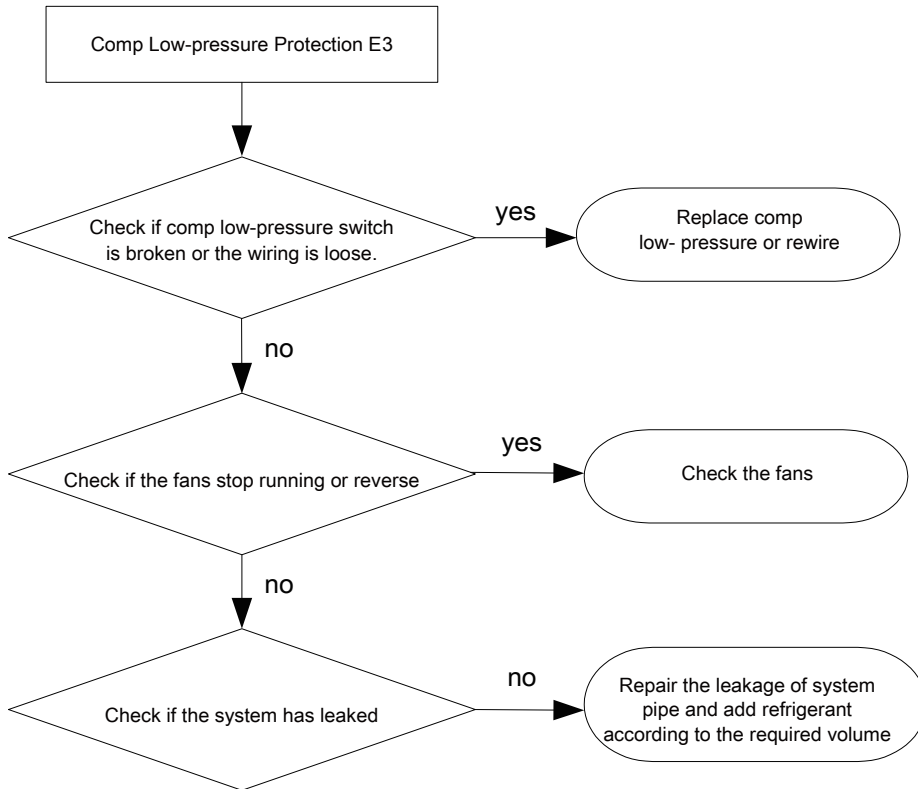 Comp Low-pressure Protection E3
Check if comp low-pressure switch
is broken or the wiring is loose.
yes
Replace comp
low- pressure or rewire
no
Check if the fans stop running or reverse
yes
Check the fans
no
Check if the system has leaked
no
Repair the leakage of system
pipe and add refrigerant
according to the required volume